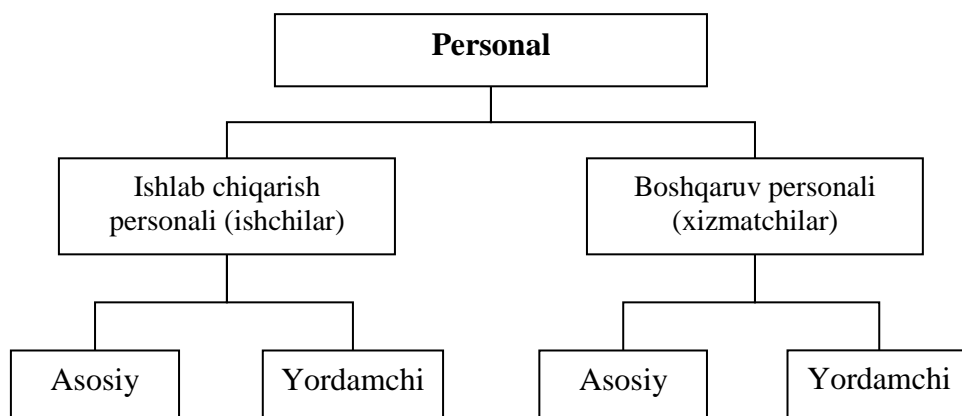 Personal
Ishlab chiqarish
personali (ishchilar)
Boshqaruv personali
(xizmatchilar)
Asosiy
Yordamchi
Asosiy
Yordamchi